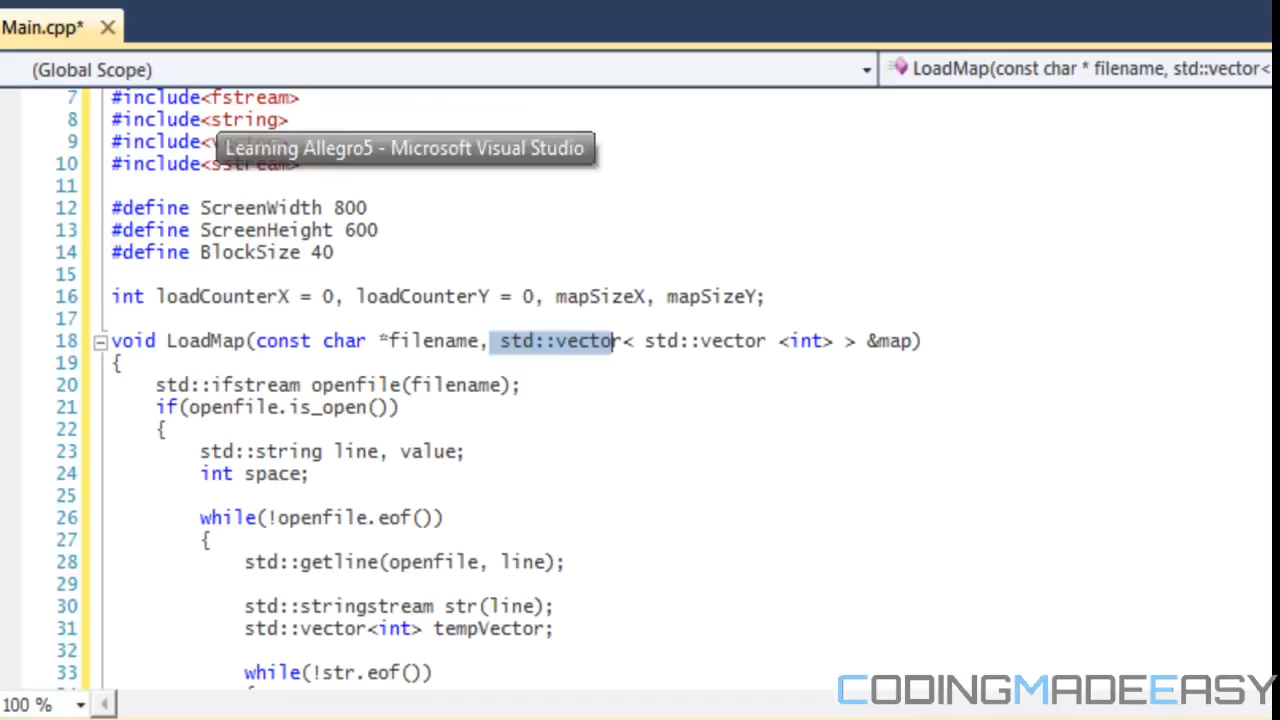 Main.cpp*
(Global Scope)
LoadMap(const char * filename, std::vector<
7 #include<fstream>
8 #include<string>
9 #include<
Learning Allegro5 - Microsoft Visual Studio
10 #include<sstream>
11
12 #define ScreenWidth 800
13 #define ScreenHeight 600
14 #define BlockSize 40
15
16 int loadCounterX = 0, loadCounterY = 0, mapSizeX, mapSizeY;
17
18 void LoadMap(const char *filename, std::vector< std::vector <int> > &map)
19 {
20 std::ifstream openfile(filename);
21 if(openfile.is_open())
22 {
23 std::string line, value;
24 int space;
25
26 while(!openfile.eof())
27 {
28 std::getline(openfile, line);
29
30 std::stringstream str(line);
31 std::vector<int> tempVector;
32
33 while(!str.eof())
100 %
CODINGMADEEASY